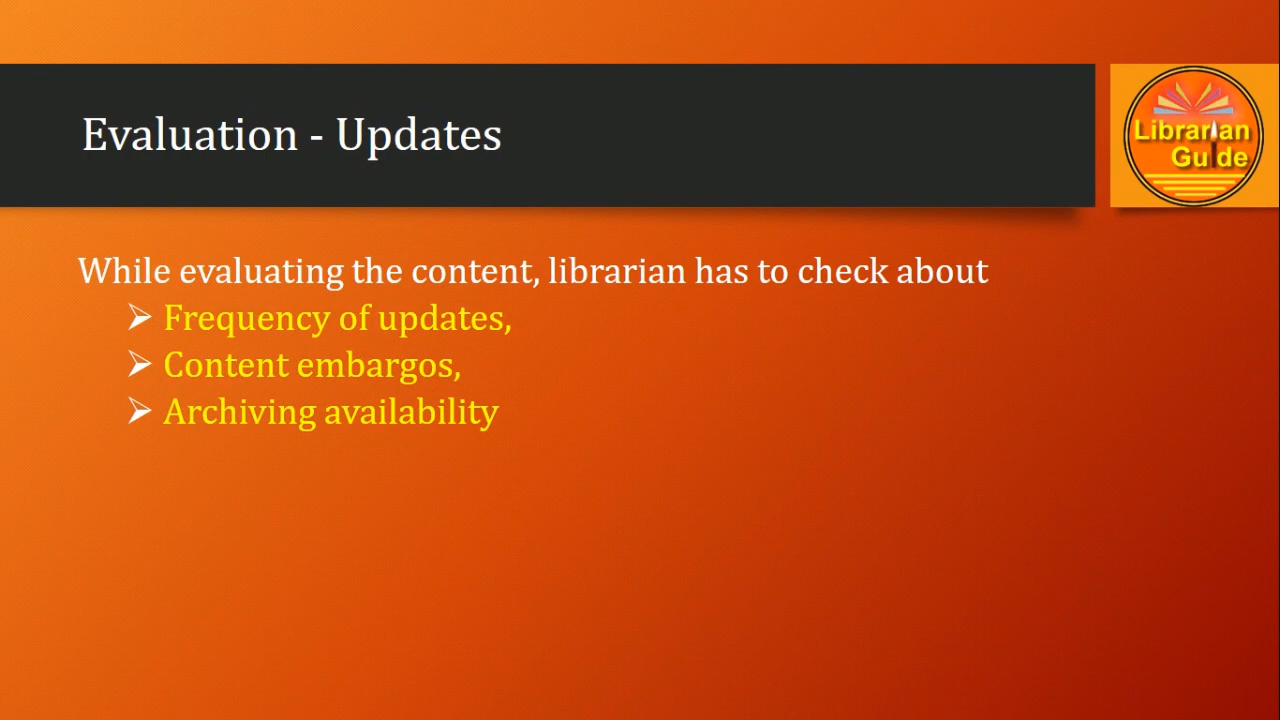 Evaluation - Updates
Librarian
Guide
While evaluating the content, librarian has to check about
➢ Frequency of updates,
➢ Content embargos,
➢ Archiving availability